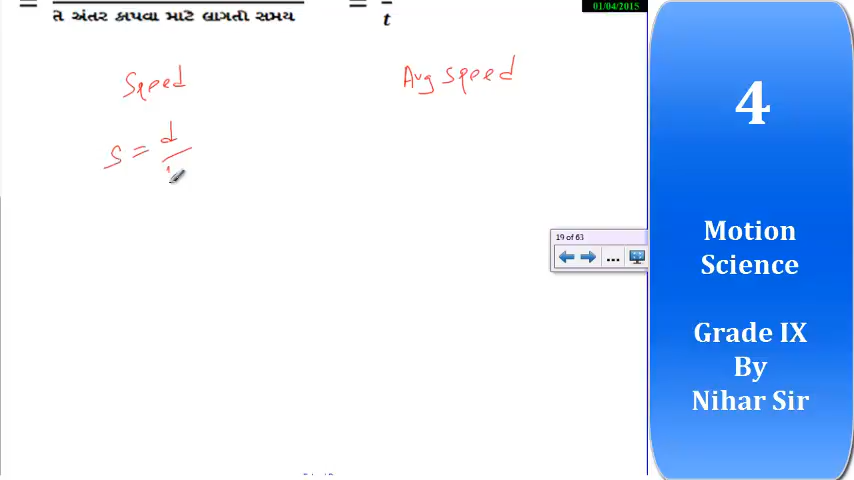 =
તે અંતર કાપવા માટે લાગતી સમય
= t
01/04/2015
Speed
Avg speed
s = d /
19 of 63
...
4
Motion
Science
Grade IX
By
Nihar Sir